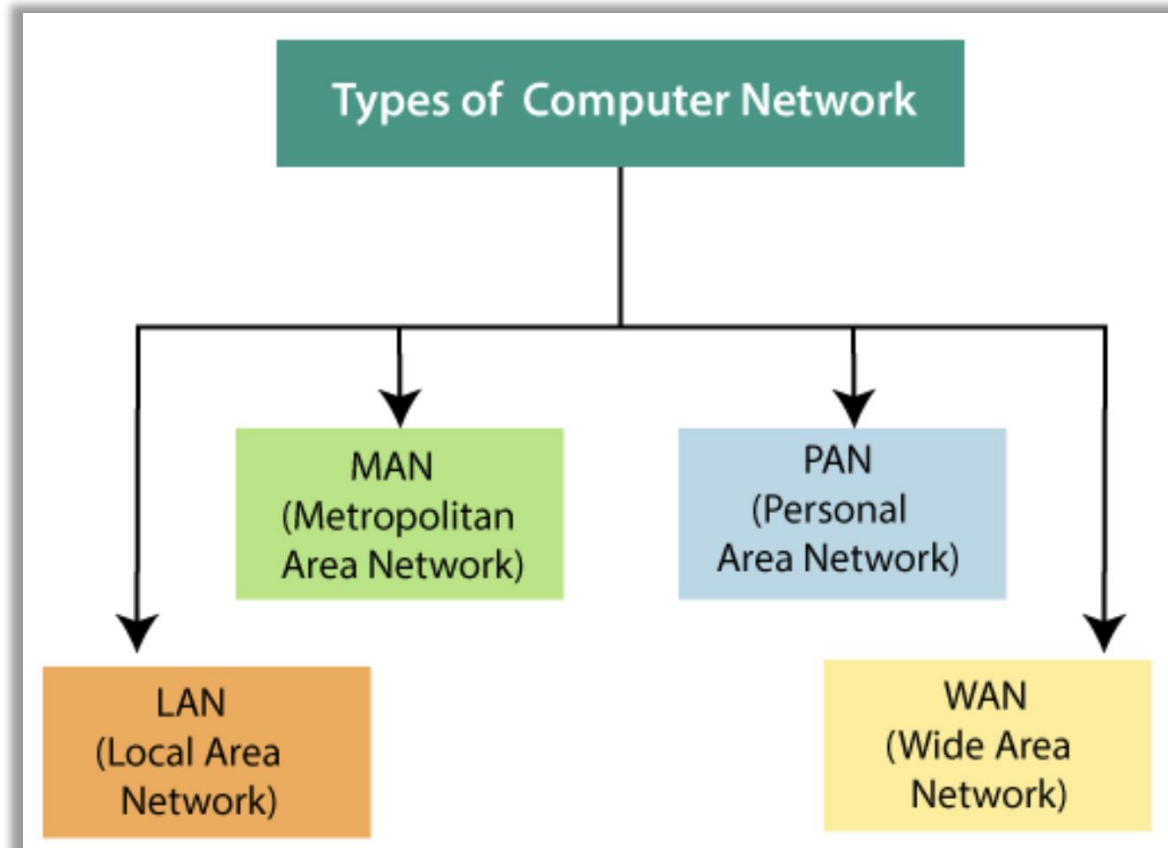 Types of Computer Network
MAN
(Metropolitan
Area Network)
PAN
(Personal
Area Network)
LAN
(Local Area
Network)
WAN
(Wide Area
Network)